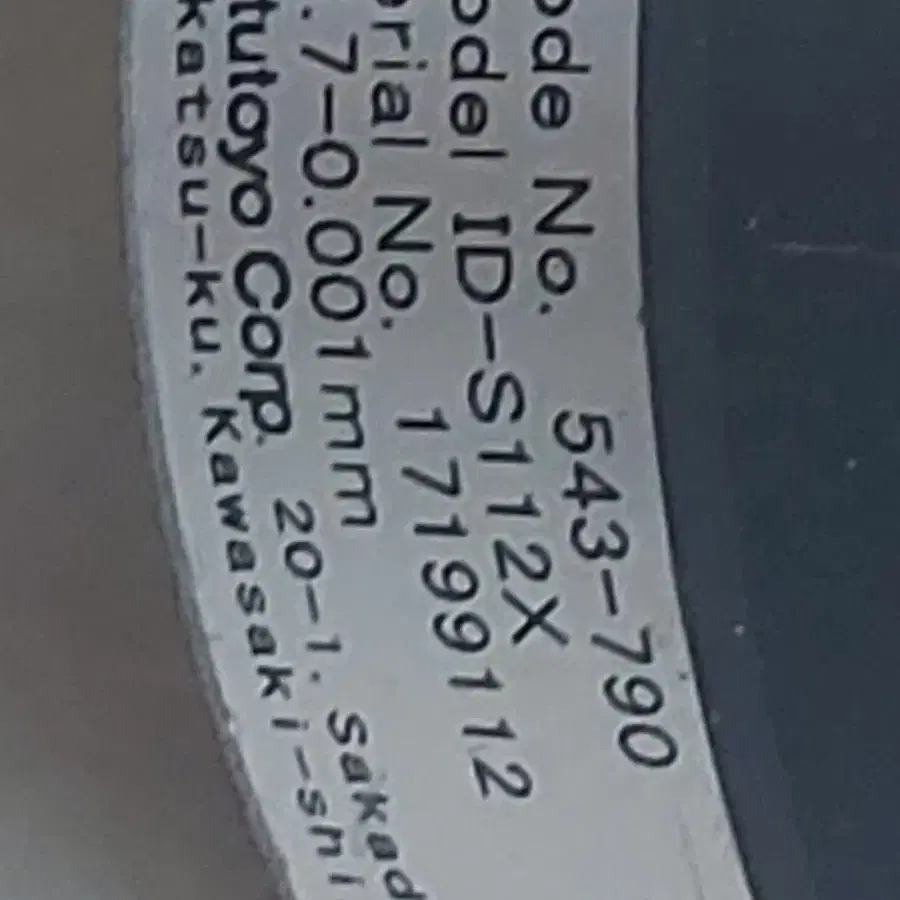 ode No. 543-790
odel ID-S112X
erial No. 17199112
.7-0.001mm
tutoyo Corp. 20-1. Sakad
katsu-ku. Kawasaki-shi